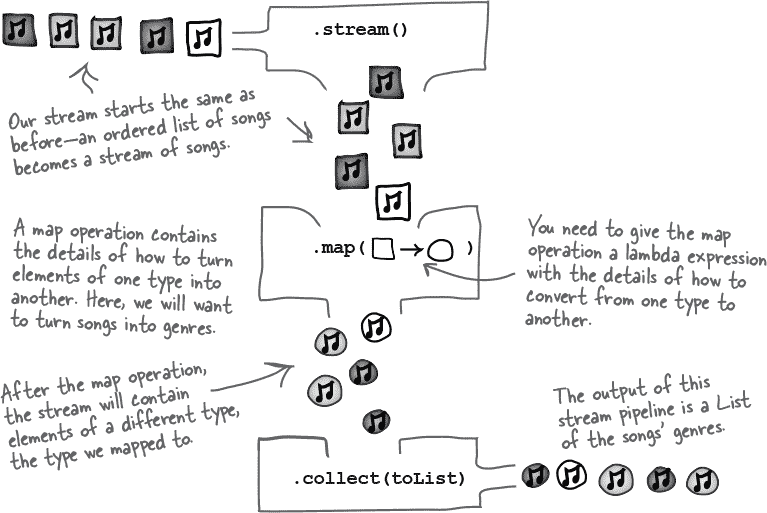 .stream()
Our stream starts the same as
before—an ordered list of songs
becomes a stream of songs.
A map operation contains
the details of how to turn
elements of one type into
another. Here, we will want
to turn songs into genres.
.map( → )
You need to give the map
operation a lambda expression
with the details of how to
convert from one type to
another.
After the map operation,
the stream will contain
elements of a different type,
the type we mapped to.
The output of this
stream pipeline is a List
of the songs' genres.
.collect(toList)